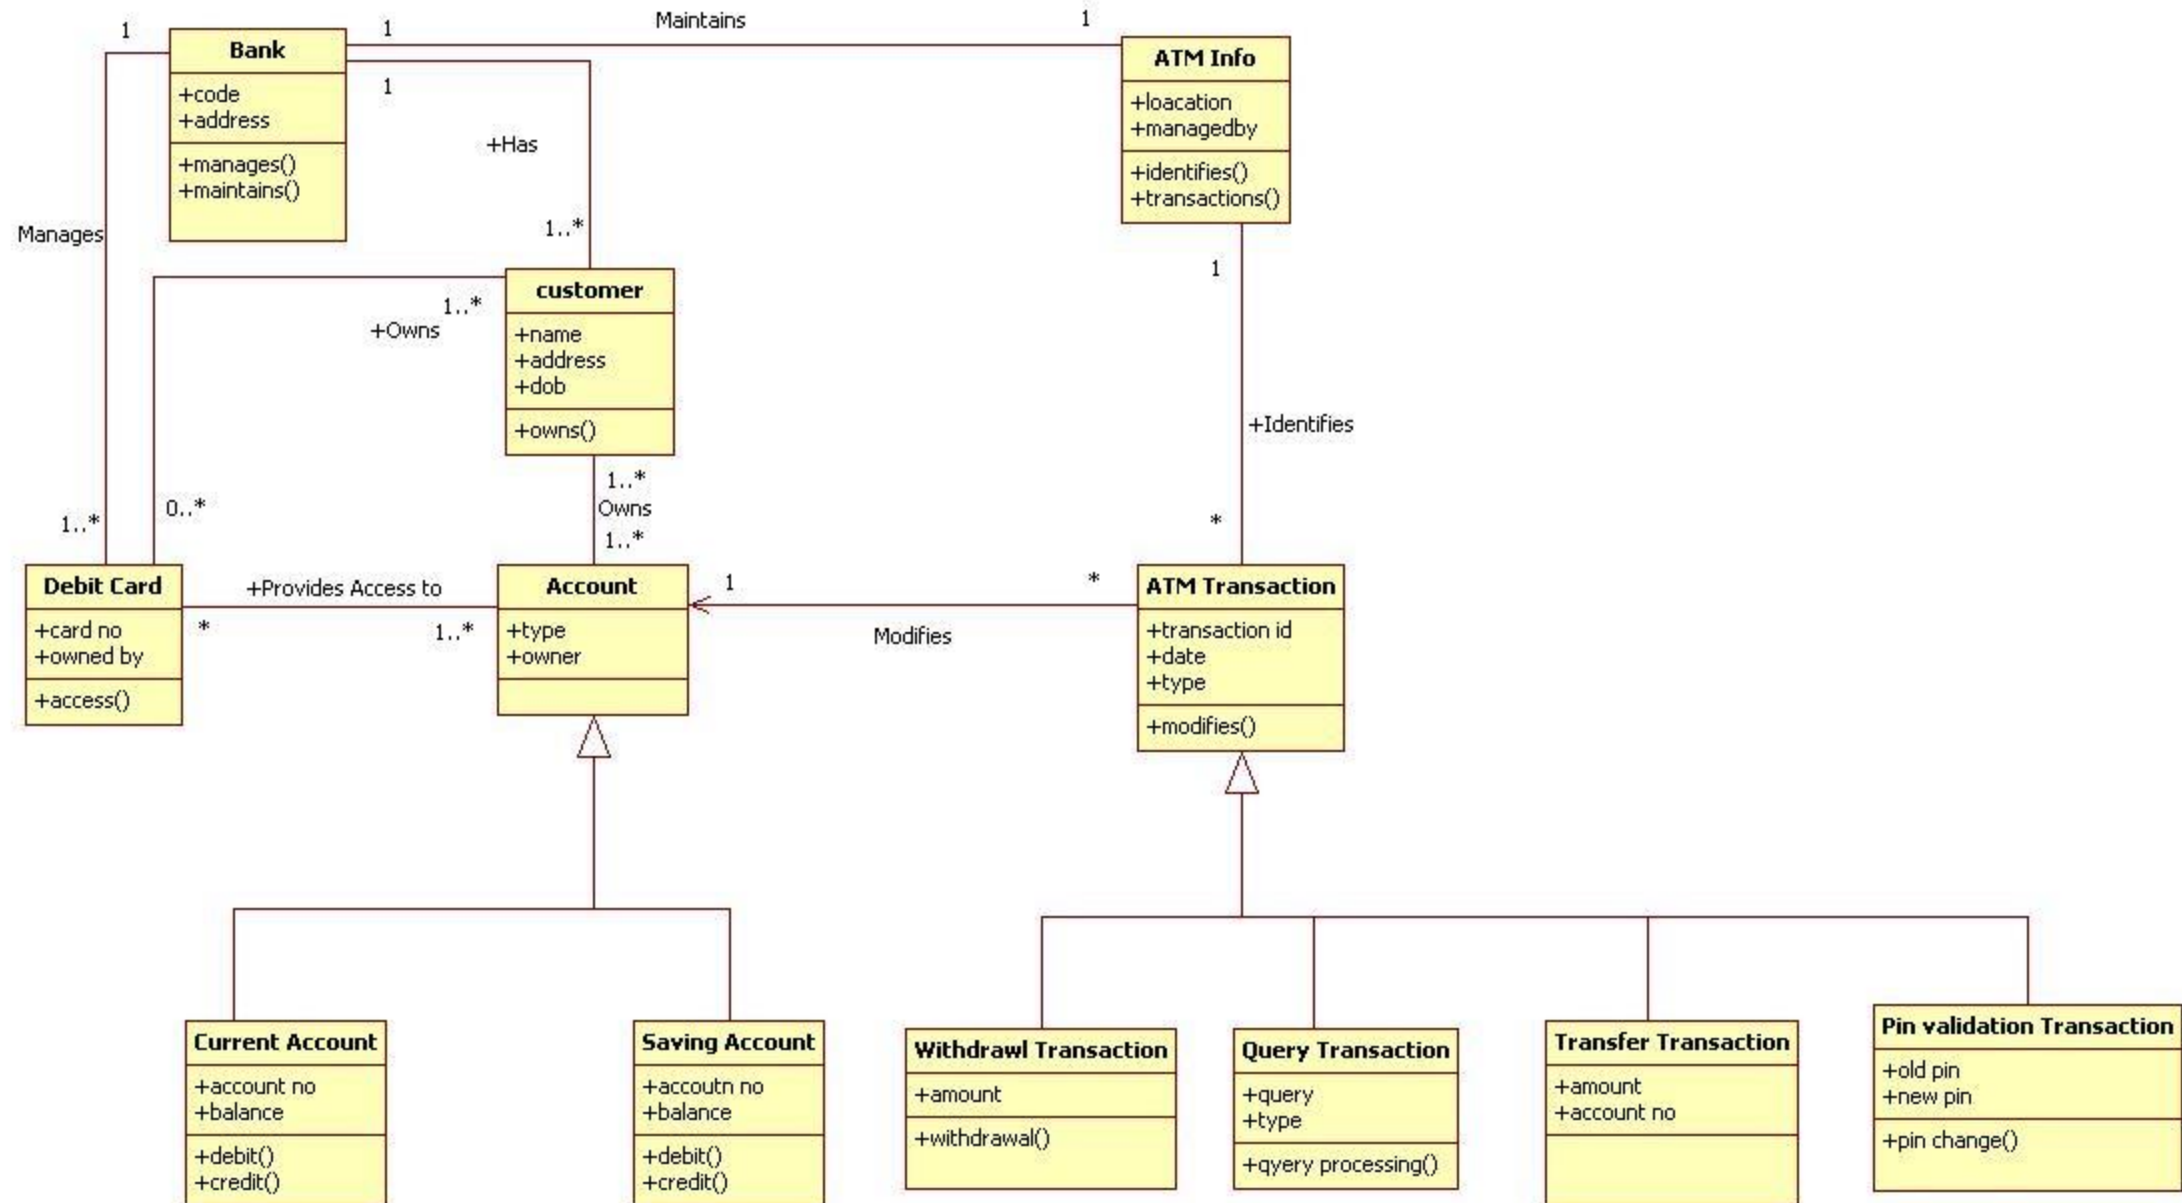 Maintains
1
1
1
Bank
+code
+address
+manages()
+maintains()
1
+Has
1..*
ATM Info
+loacation
+managedby
+identifies()
+transactions()
Manages
1..*
customer
+name
+address
+dob
+owns()
1..*
+Owns
0..*
1
+Identifies
*
1..*
Owns
1..*
Debit Card
+card no
+owned by
+access()
+Provides Access to
*
1..*
Account
+type
+owner
1
*
Modifies
ATM Transaction
+transaction id
+date
+type
+modifies()
Current Account
+account no
+balance
+debit()
+credit()
Saving Account
+accoutn no
+balance
+debit()
+credit()
Withdrawl Transaction
+amount
+withdrawal()
Query Transaction
+query
+type
+qyery processing()
Transfer Transaction
+amount
+account no
Pin validation Transaction
+old pin
+new pin
+pin change()